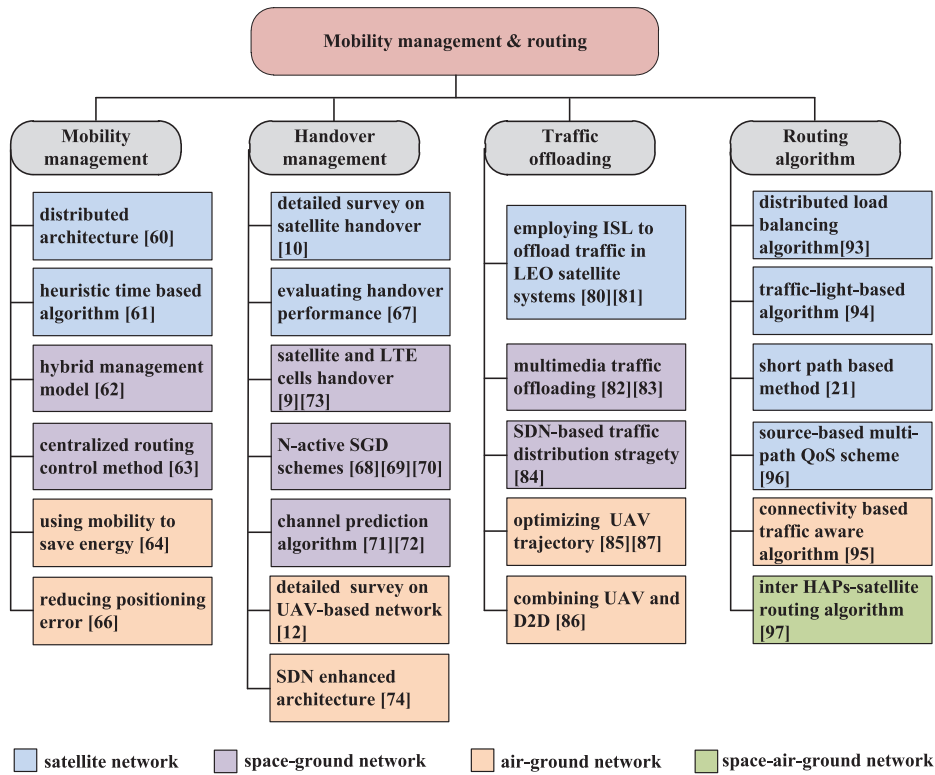 Mobility management & routing
Mobility
management
distributed
architecture [60]
heuristic time based
algorithm [61]
hybrid management
model [62]
centralized routing
control method [63]
using mobility to
save energy [64]
reducing positioning
error [66]
Handover
management
detailed survey on
satellite handover
[10]
evaluating handover
performance [67]
satellite and LTE
cells handover
[9][73]
N-active SGD
schemes [68][69][70]
channel prediction
algorithm [71][72]
detailed survey on
UAV-based network
[12]
SDN enhanced
architecture [74]
Traffic
offloading
employing ISL to
offload traffic in
LEO satellite
systems [80][81]
multimedia traffic
offloading [82][83]
SDN-based traffic
distribution stragety
[84]
optimizing UAV
trajectory [85][87]
combining UAV and
D2D [86]
Routing
algorithm
distributed load
balancing
algorithm[93]
traffic-light-based
algorithm [94]
short path based
method [21]
source-based multi-
path QoS scheme
[96]
connectivity based
traffic aware
algorithm [95]
inter HAPs-satellite
routing algorithm
[97]
satellite network
space-ground network
air-ground network
space-air-ground network